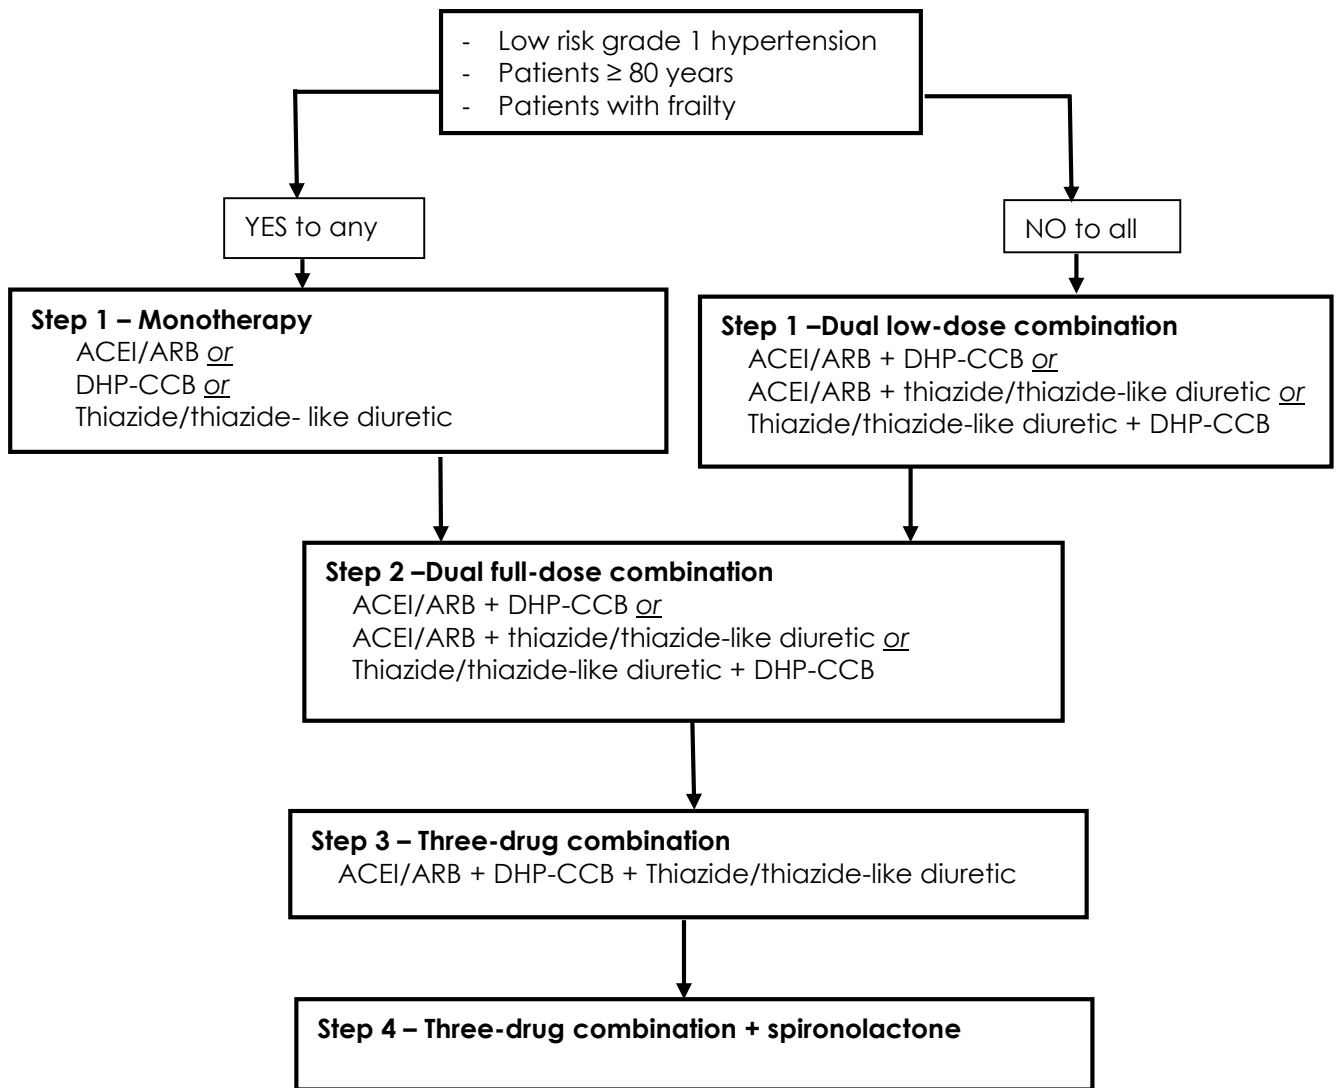 - Low risk grade 1 hypertension
- Patients ≥ 80 years
- Patients with frailty
YES to any
NO to all
Step 1 – Monotherapy
ACEI/ARB or
DHP-CCB or
Thiazide/thiazide- like diuretic
Step 1 –Dual low-dose combination
ACEI/ARB + DHP-CCB or
ACEI/ARB + thiazide/thiazide-like diuretic or
Thiazide/thiazide-like diuretic + DHP-CCB
Step 2 –Dual full-dose combination
ACEI/ARB + DHP-CCB or
ACEI/ARB + thiazide/thiazide-like diuretic or
Thiazide/thiazide-like diuretic + DHP-CCB
Step 3 – Three-drug combination
ACEI/ARB + DHP-CCB + Thiazide/thiazide-like diuretic
Step 4 – Three-drug combination + spironolactone